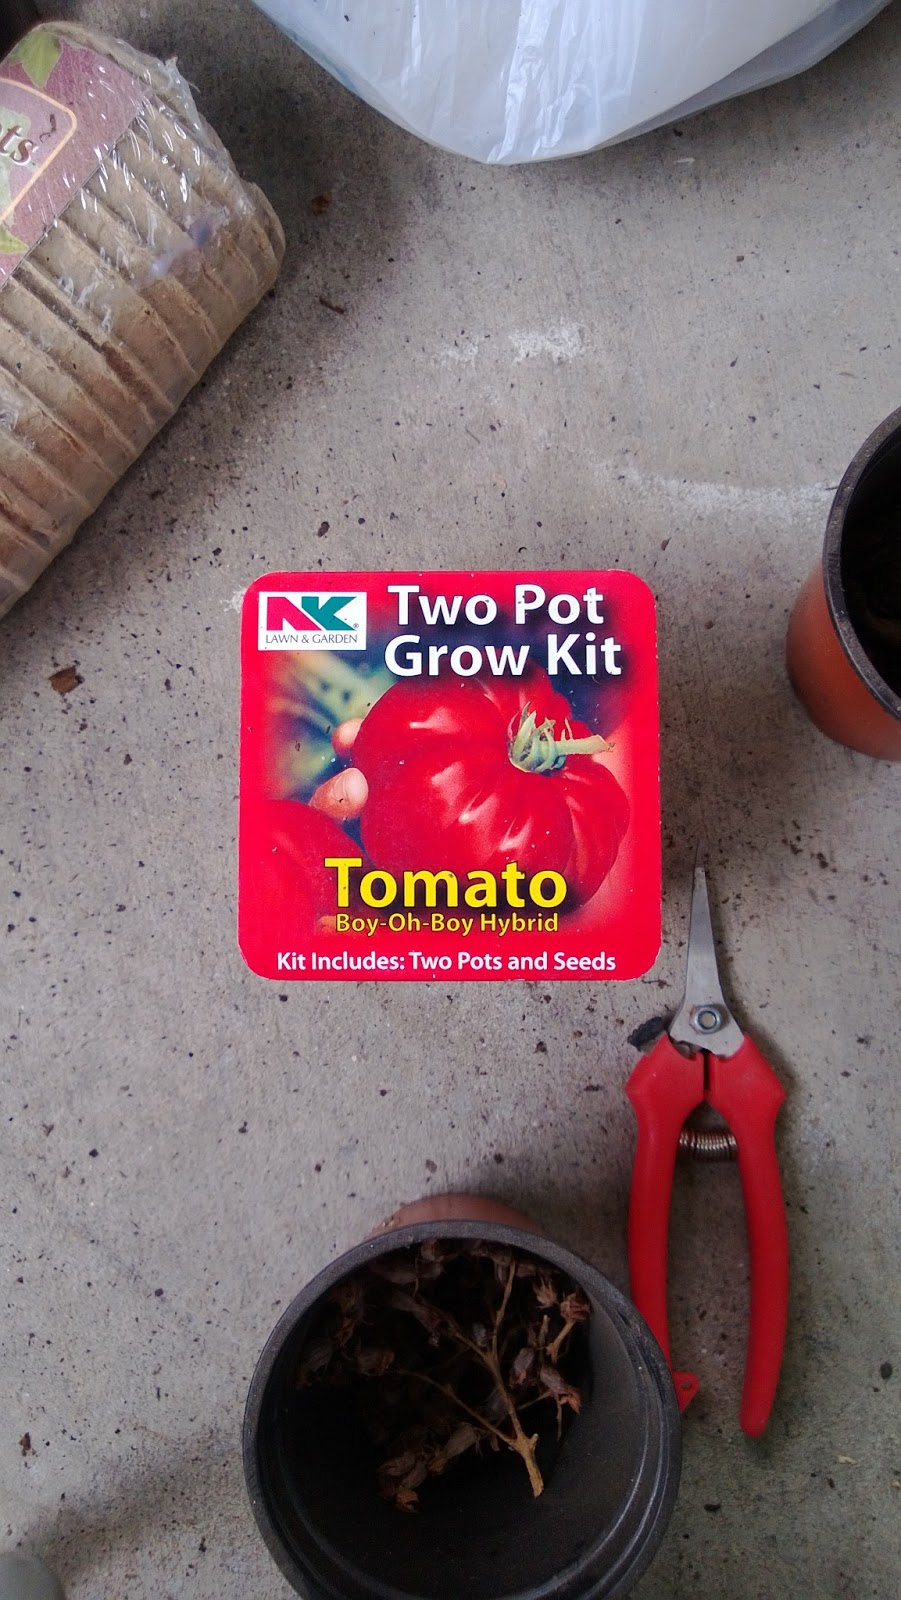 NK®
LAWN & GARDEN
Two Pot
Grow Kit
Tomato
Boy-Oh-Boy Hybrid
Kit Includes: Two Pots and Seeds